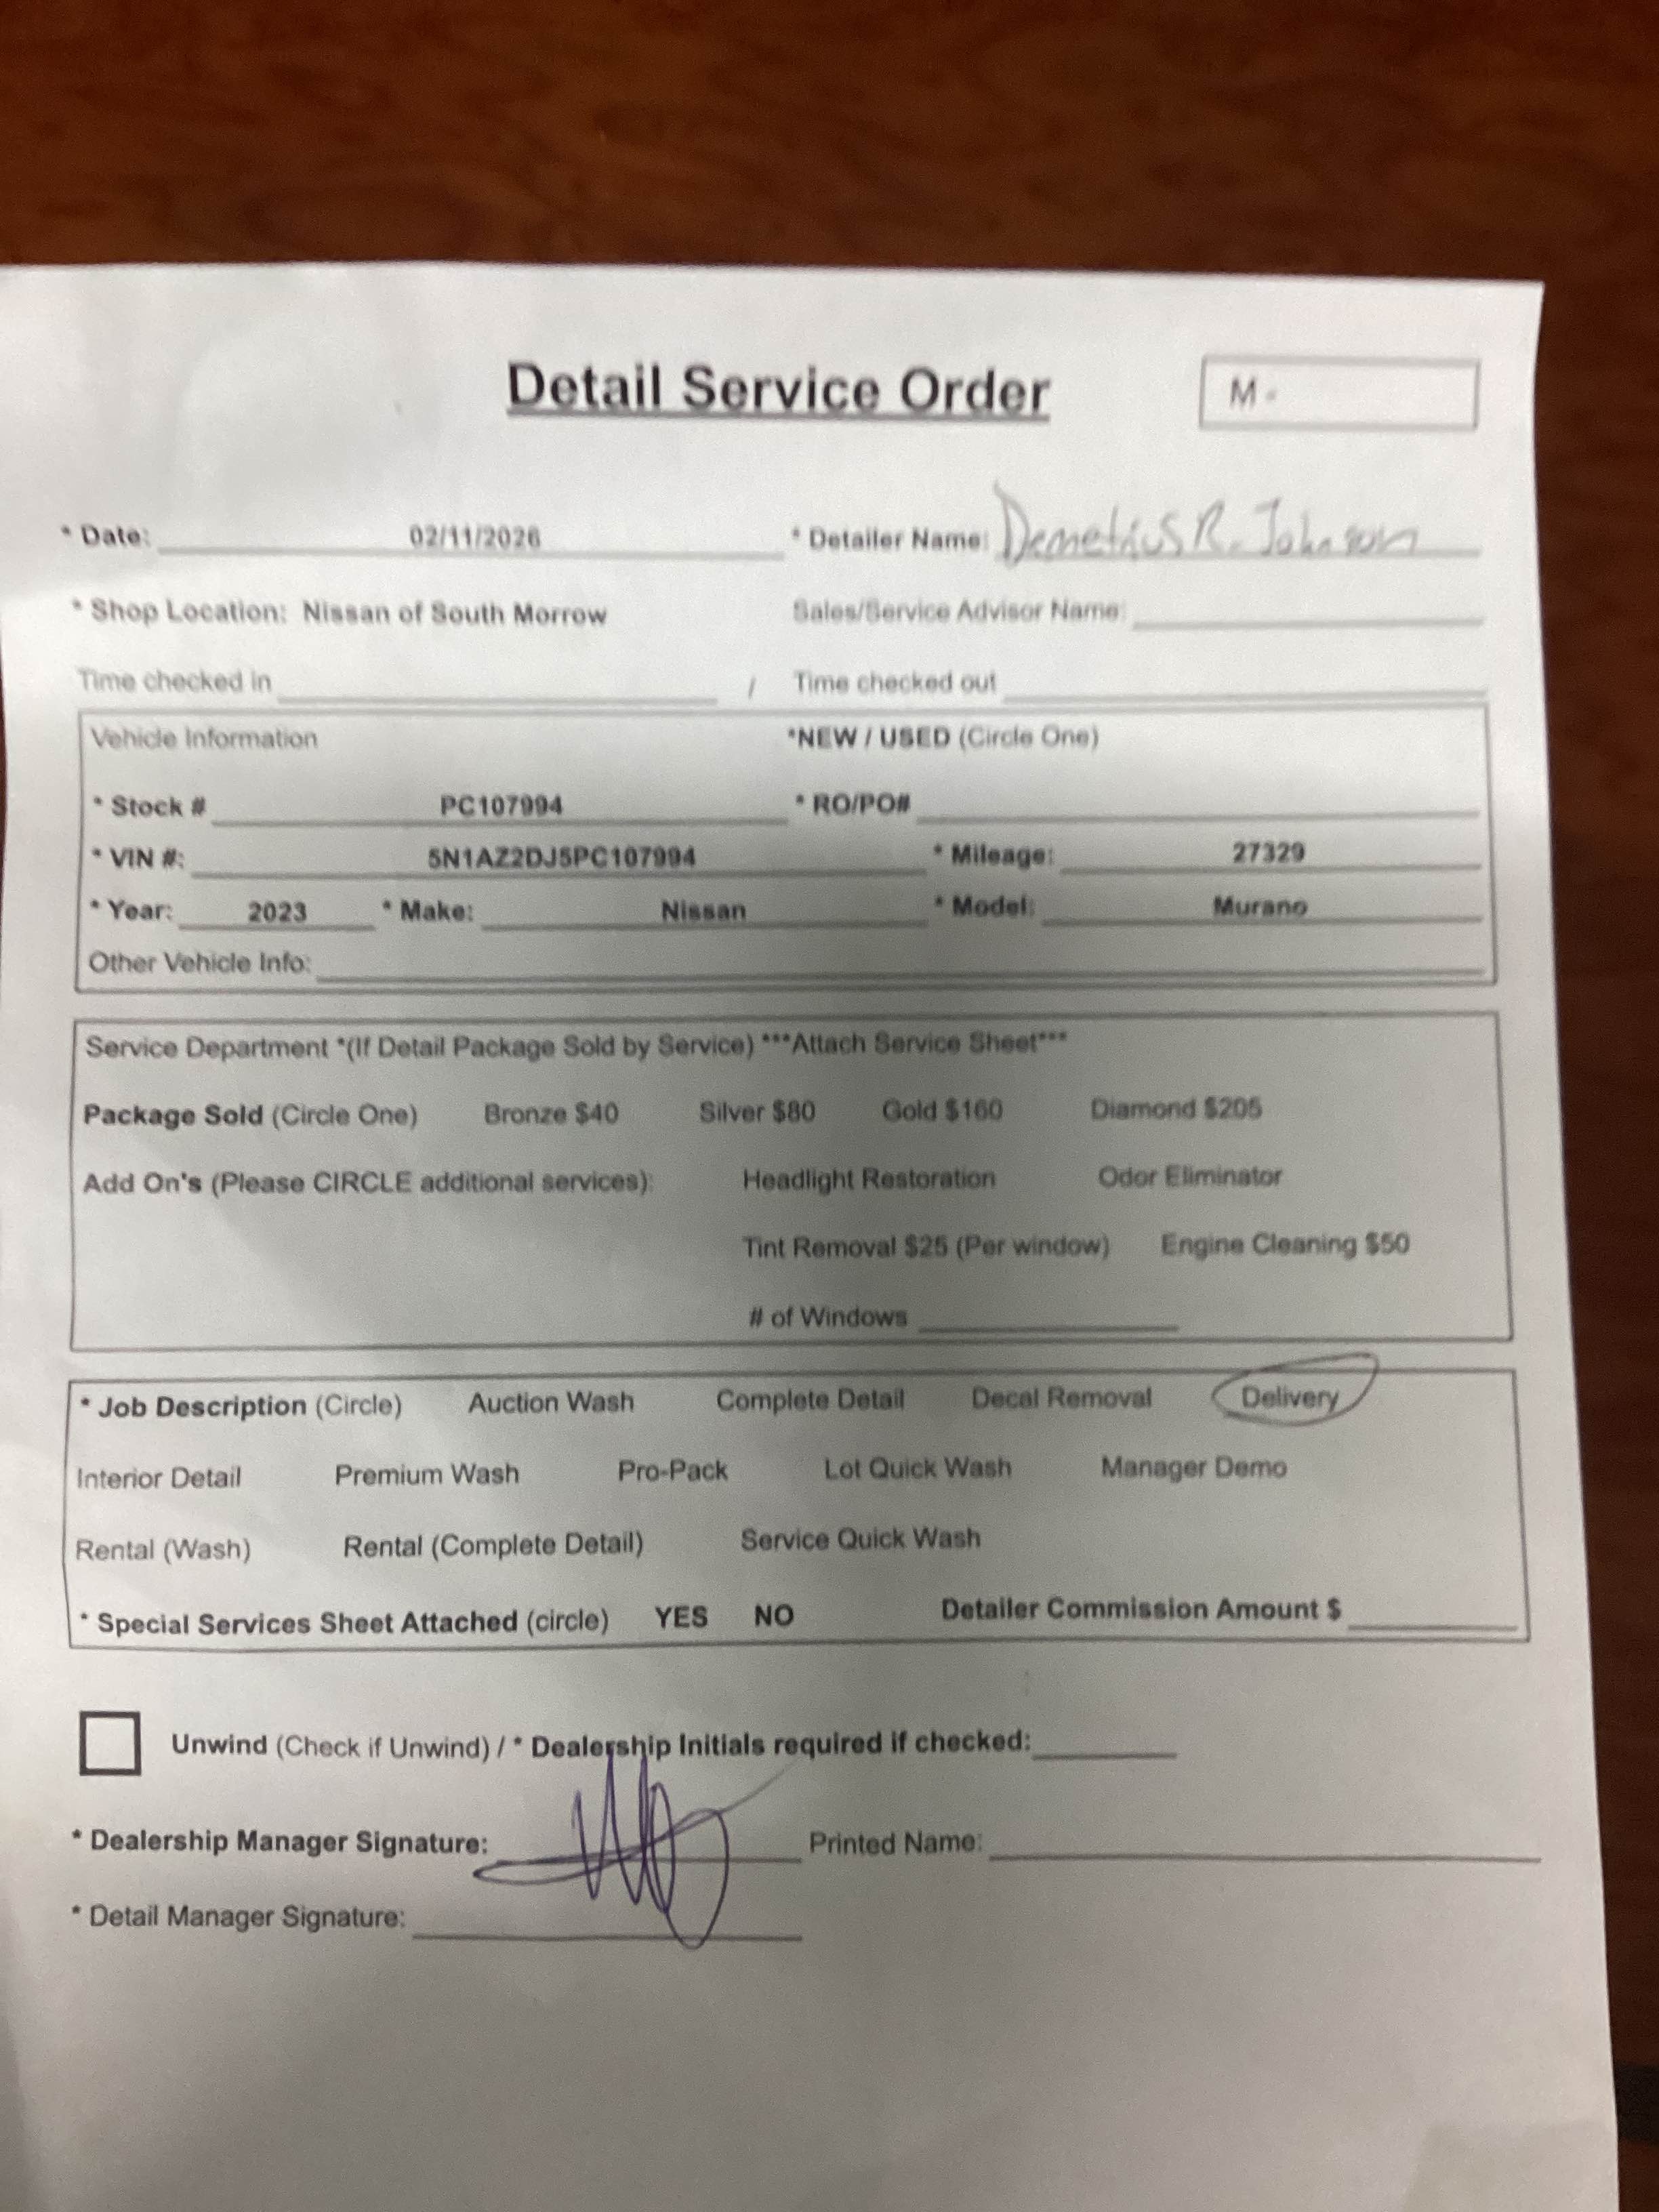 Detail Service Order
M -
* Date: 02/11/2026 * Detailer Name: Demetrius R. Johnson
* Shop Location: Nissan of South Morrow Sales/Service Advisor Name:
Time checked in / Time checked out
Vehicle Information *NEW / USED (Circle One)
* Stock # PC107994 * RO/PO#
* VIN #: 5N1AZ2DJ5PC107994 * Mileage: 27329
* Year: 2023 * Make: Nissan * Model: Murano
Other Vehicle Info:
Service Department *(If Detail Package Sold by Service) ***Attach Service Sheet***
Package Sold (Circle One) Bronze $40 Silver $80 Gold $160 Diamond $205
Add On's (Please CIRCLE additional services): Headlight Restoration Odor Eliminator
Tint Removal $25 (Per window) Engine Cleaning $50
# of Windows
* Job Description (Circle) Auction Wash Complete Detail Decal Removal Delivery
Interior Detail Premium Wash Pro-Pack Lot Quick Wash Manager Demo
Rental (Wash) Rental (Complete Detail) Service Quick Wash
* Special Services Sheet Attached (circle) YES NO Detailer Commission Amount $
Unwind (Check if Unwind) / * Dealership Initials required if checked:
* Dealership Manager Signature: Printed Name:
* Detail Manager Signature: